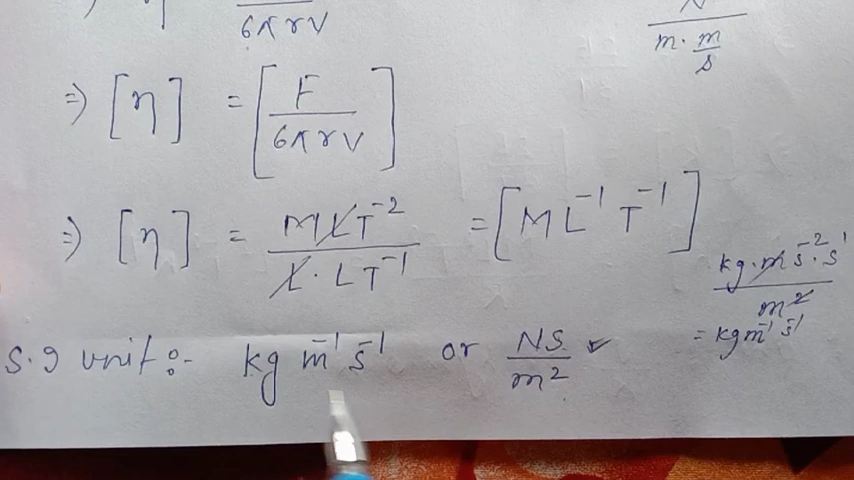 6πrv
N
m · m/s
⇒ [η] = [F / 6πrv]
⇒ [η] = MLT⁻² / L · LT⁻¹ = [ML⁻¹T⁻¹]
kg · m s⁻² · s¹ / m²
= kg m⁻¹ s⁻¹
S.I unit :- kg m⁻¹ s⁻¹ or NS / m² ✓